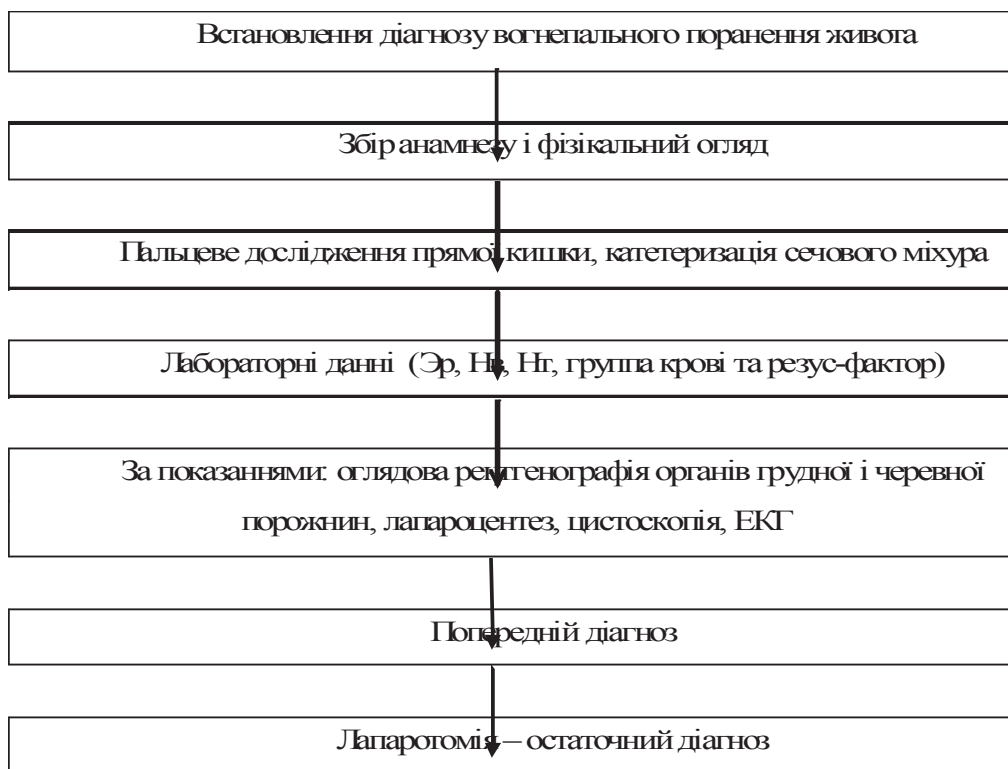 Встановлення діагнозу вогнепального поранення живота
Збір анамнезу і фізікальний огляд
Пальцеве дослідження прямої кишки, катетеризація сечового міхура
Лабораторні данні (Эр, Нв, Нг, группа крові та резус-фактор)
За показаннями: оглядова рентгенографія органів грудної і черевної
порожнин, лапароцентез, цистоскопія, ЕКГ
Попередній діагноз
Лапаротомія – остаточний діагноз